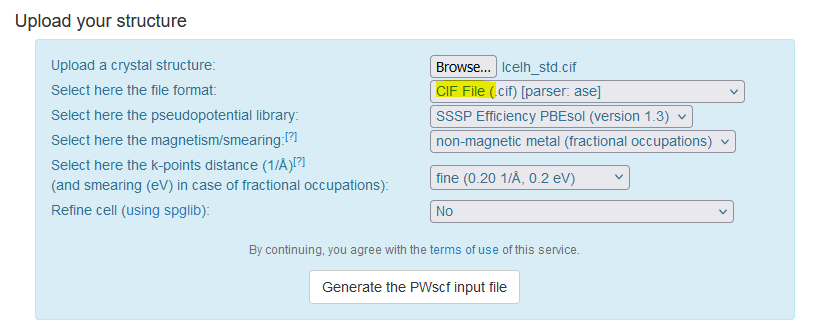 Upload your structure
Upload a crystal structure: Browse... Icelh_std.cif
Select here the file format: CIF File (.cif) [parser: ase]
Select here the pseudopotential library: SSSP Efficiency PBEsol (version 1.3)
Select here the magnetism/smearing:[?] non-magnetic metal (fractional occupations)
Select here the k-points distance (1/Å)[?]
(and smearing (eV) in case of fractional occupations): fine (0.20 1/Å, 0.2 eV)
Refine cell (using spglib): No
By continuing, you agree with the terms of use of this service.
Generate the PWscf input file